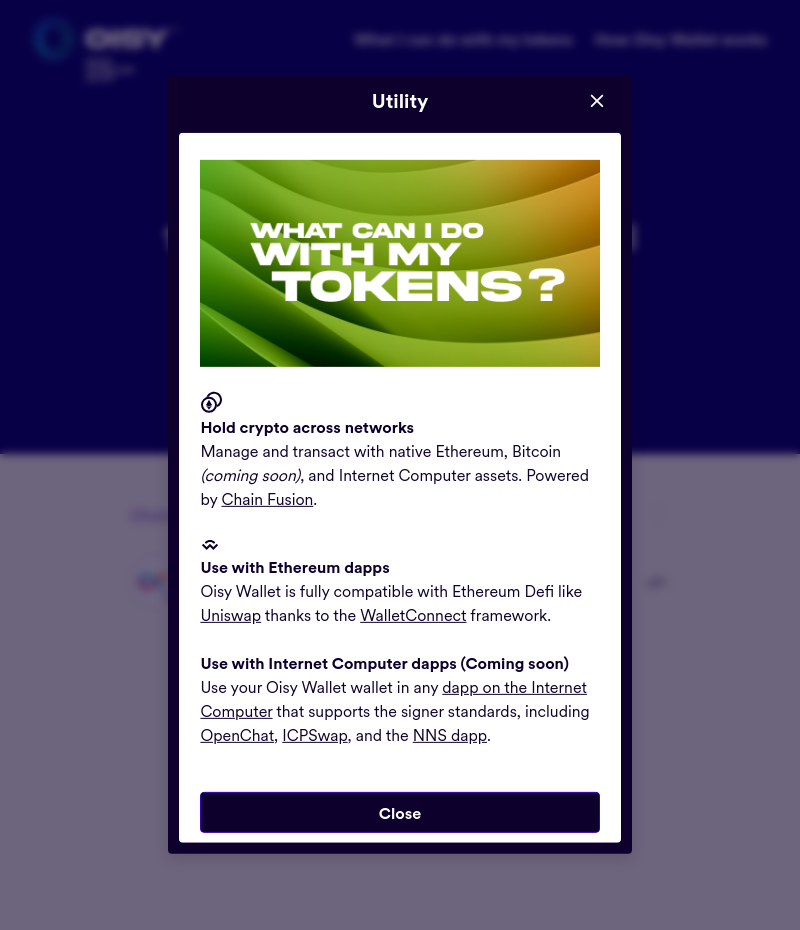 OISY
What I can do with my tokens
How Oisy Wallet works
Utility
WHAT CAN I DO
WITH MY
TOKENS?
Hold crypto across networks
Manage and transact with native Ethereum, Bitcoin
(coming soon), and Internet Computer assets. Powered
by Chain Fusion.
Use with Ethereum dapps
Oisy Wallet is fully compatible with Ethereum Defi like
Uniswap thanks to the WalletConnect framework.
Use with Internet Computer dapps (Coming soon)
Use your Oisy Wallet wallet in any dapp on the Internet
Computer that supports the signer standards, including
OpenChat, ICPSwap, and the NNS dapp.
Close